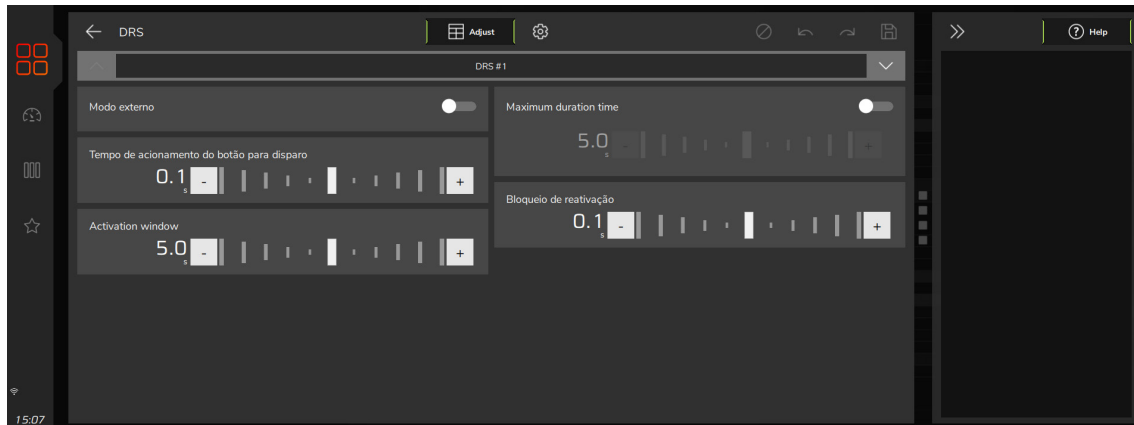 DRS
Adjust
Help
DRS #1
Modo externo
Maximum duration time
5.0
s
- +
Tempo de acionamento do botão para disparo
0.1
s
- +
Bloqueio de reativação
0.1
s
- +
Activation window
5.0
s
- +
15:07